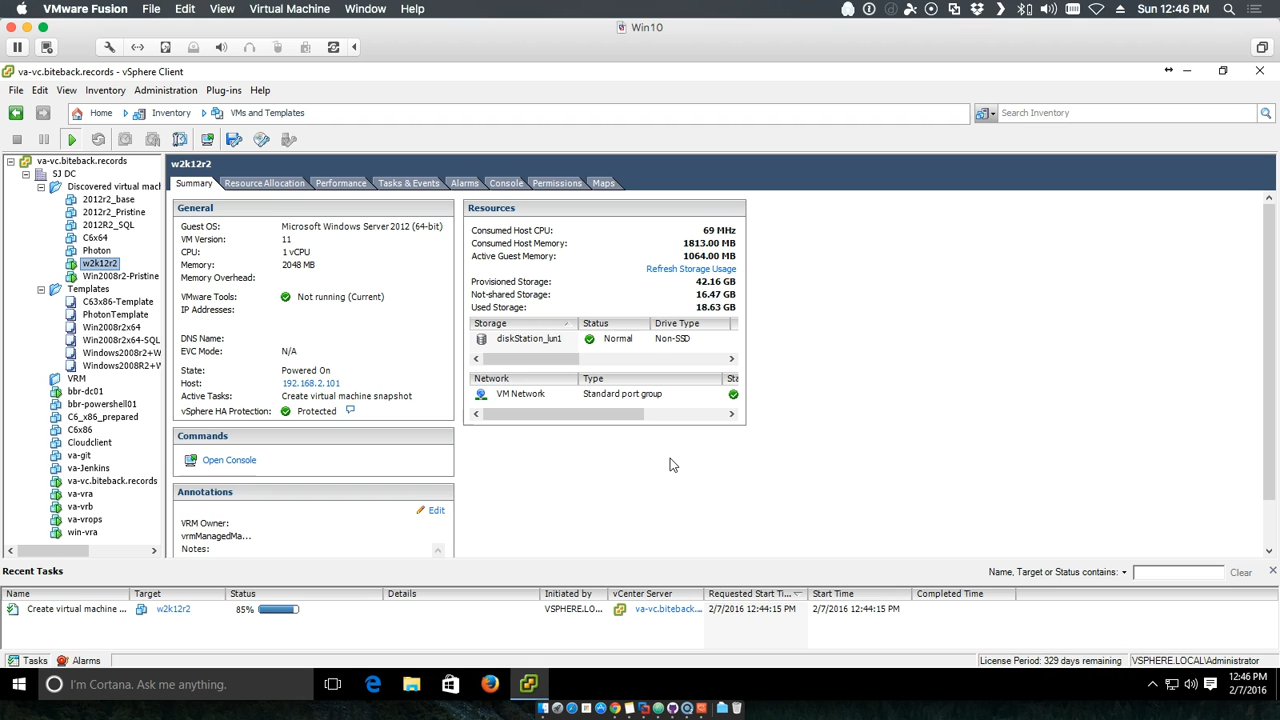 VMware Fusion File Edit View Virtual Machine Window Help Sun 12:46 PM
Win10
va-vc.biteback.records - vSphere Client
File Edit View Inventory Administration Plug-ins Help
Home Inventory VMs and Templates Search Inventory
va-vc.biteback.records
SJ DC
Discovered virtual mach
2012r2_base
2012r2_Pristine
2012R2_SQL
C6x64
Photon
w2k12r2
Win2008r2-Pristine
Templates
C63x86-Template
PhotonTemplate
Win2008r2x64
Win2008r2x64-SQL
Windows2008r2+W
Windows2008R2+V
VRM
bbr-dc01
bbr-powershell01
C6_x86_prepared
C6x86
Cloudclient
va-git
va-Jenkins
va-vc.biteback.records
va-vra
va-vrb
va-vrops
win-vra
w2k12r2
Summary Resource Allocation Performance Tasks & Events Alarms Console Permissions Maps
General
Guest OS: Microsoft Windows Server 2012 (64-bit)
VM Version: 11
CPU: 1 vCPU
Memory: 2048 MB
Memory Overhead:
VMware Tools: Not running (Current)
IP Addresses:
DNS Name:
EVC Mode: N/A
State: Powered On
Host: 192.168.2.101
Active Tasks: Create virtual machine snapshot
vSphere HA Protection: Protected
Commands
Open Console
Annotations
Edit
VRM Owner:
vrmManagedMa...
Notes:
Resources
Consumed Host CPU: 69 MHz
Consumed Host Memory: 1813.00 MB
Active Guest Memory: 1064.00 MB
Refresh Storage Usage
Provisioned Storage: 42.16 GB
Not-shared Storage: 16.47 GB
Used Storage: 18.63 GB
Storage Status Drive Type
diskStation_lun1 Normal Non-SSD
Network Type Sta
VM Network Standard port group
Recent Tasks Name, Target or Status contains: Clear
Name Target Status Details Initiated by vCenter Server Requested Start Ti... Start Time Completed Time
Create virtual machine ... w2k12r2 85% VSPHERE.LO... va-vc.biteback.... 2/7/2016 12:44:15 PM 2/7/2016 12:44:15 PM
Tasks Alarms License Period: 329 days remaining VSPHERE.LOCAL\Administrator
I'm Cortana. Ask me anything. 12:46 PM
2/7/2016